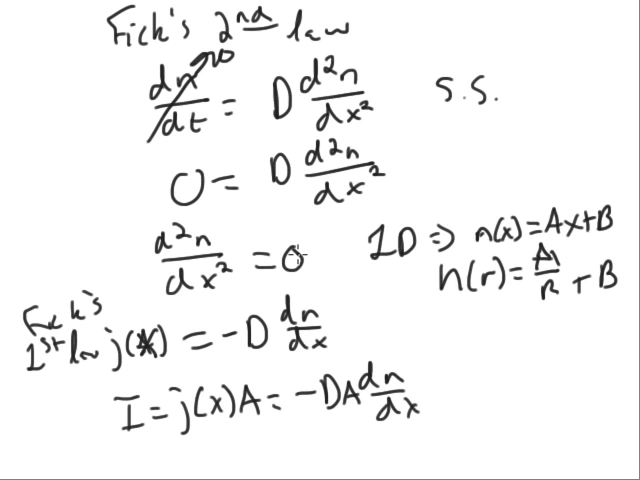 Fick's 2nd law
dn/dt → 0 = D d²n/dx² S.S.
0 = D d²n/dx²
d²n/dx² = 0 1D => n(x) = Ax+B
n(r) = A/r + B
Fick's
1st law j(x) = -D dn/dx
I = j(x)A = -DA dn/dx